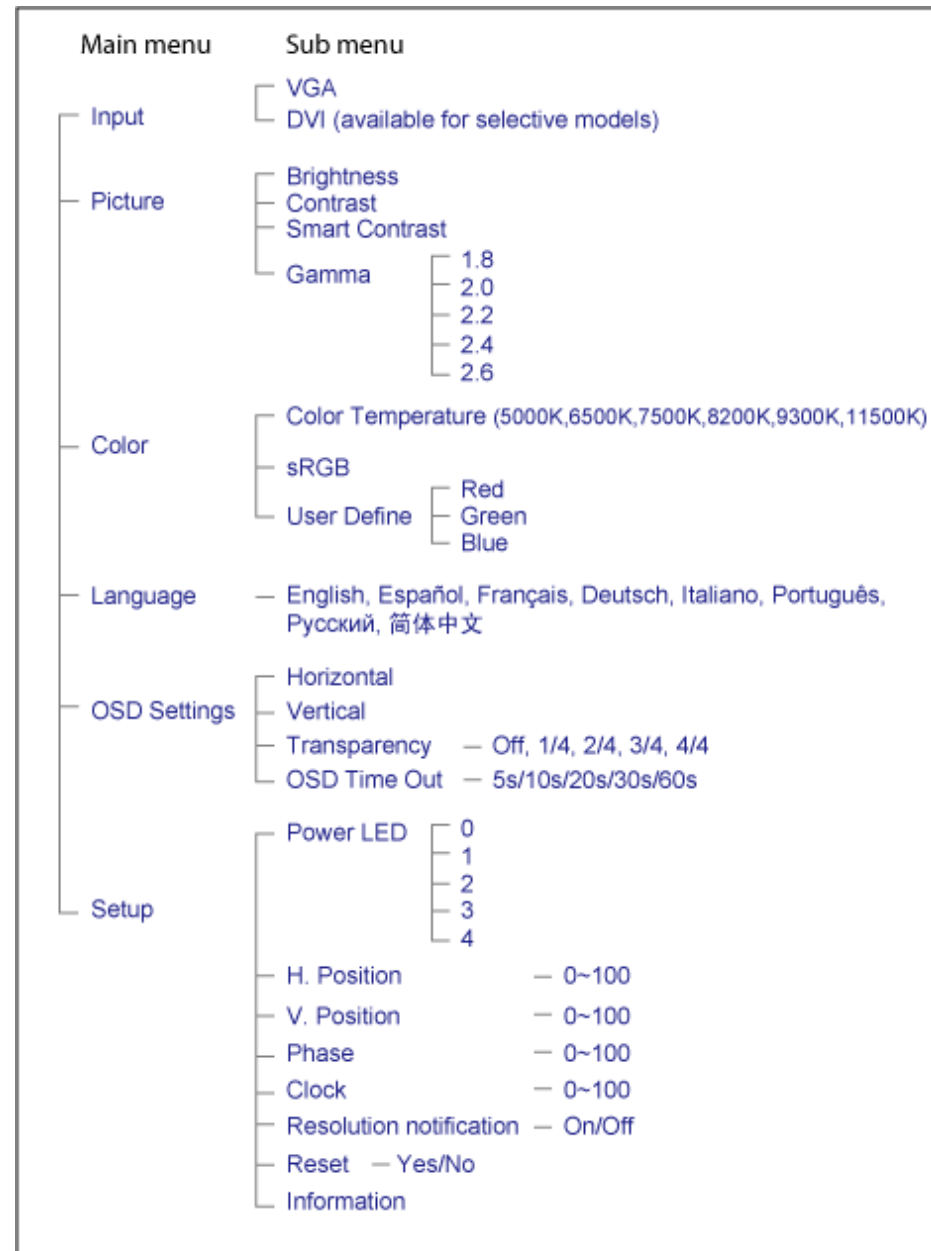 Main menu Sub menu
VGA
Input
DVI (available for selective models)
Brightness
Picture
Contrast
Smart Contrast
Gamma
1.8
2.0
2.2
2.4
2.6
Color Temperature (5000K,6500K,7500K,8200K,9300K,11500K)
Color
sRGB
User Define
Red
Green
Blue
Language
English, Español, Français, Deutsch, Italiano, Português,
Русский, 简体中文
Horizontal
OSD Settings
Vertical
Transparency Off, 1/4, 2/4, 3/4, 4/4
OSD Time Out 5s/10s/20s/30s/60s
Setup
Power LED
0
1
2
3
4
H. Position 0~100
V. Position 0~100
Phase 0~100
Clock 0~100
Resolution notification On/Off
Reset Yes/No
Information